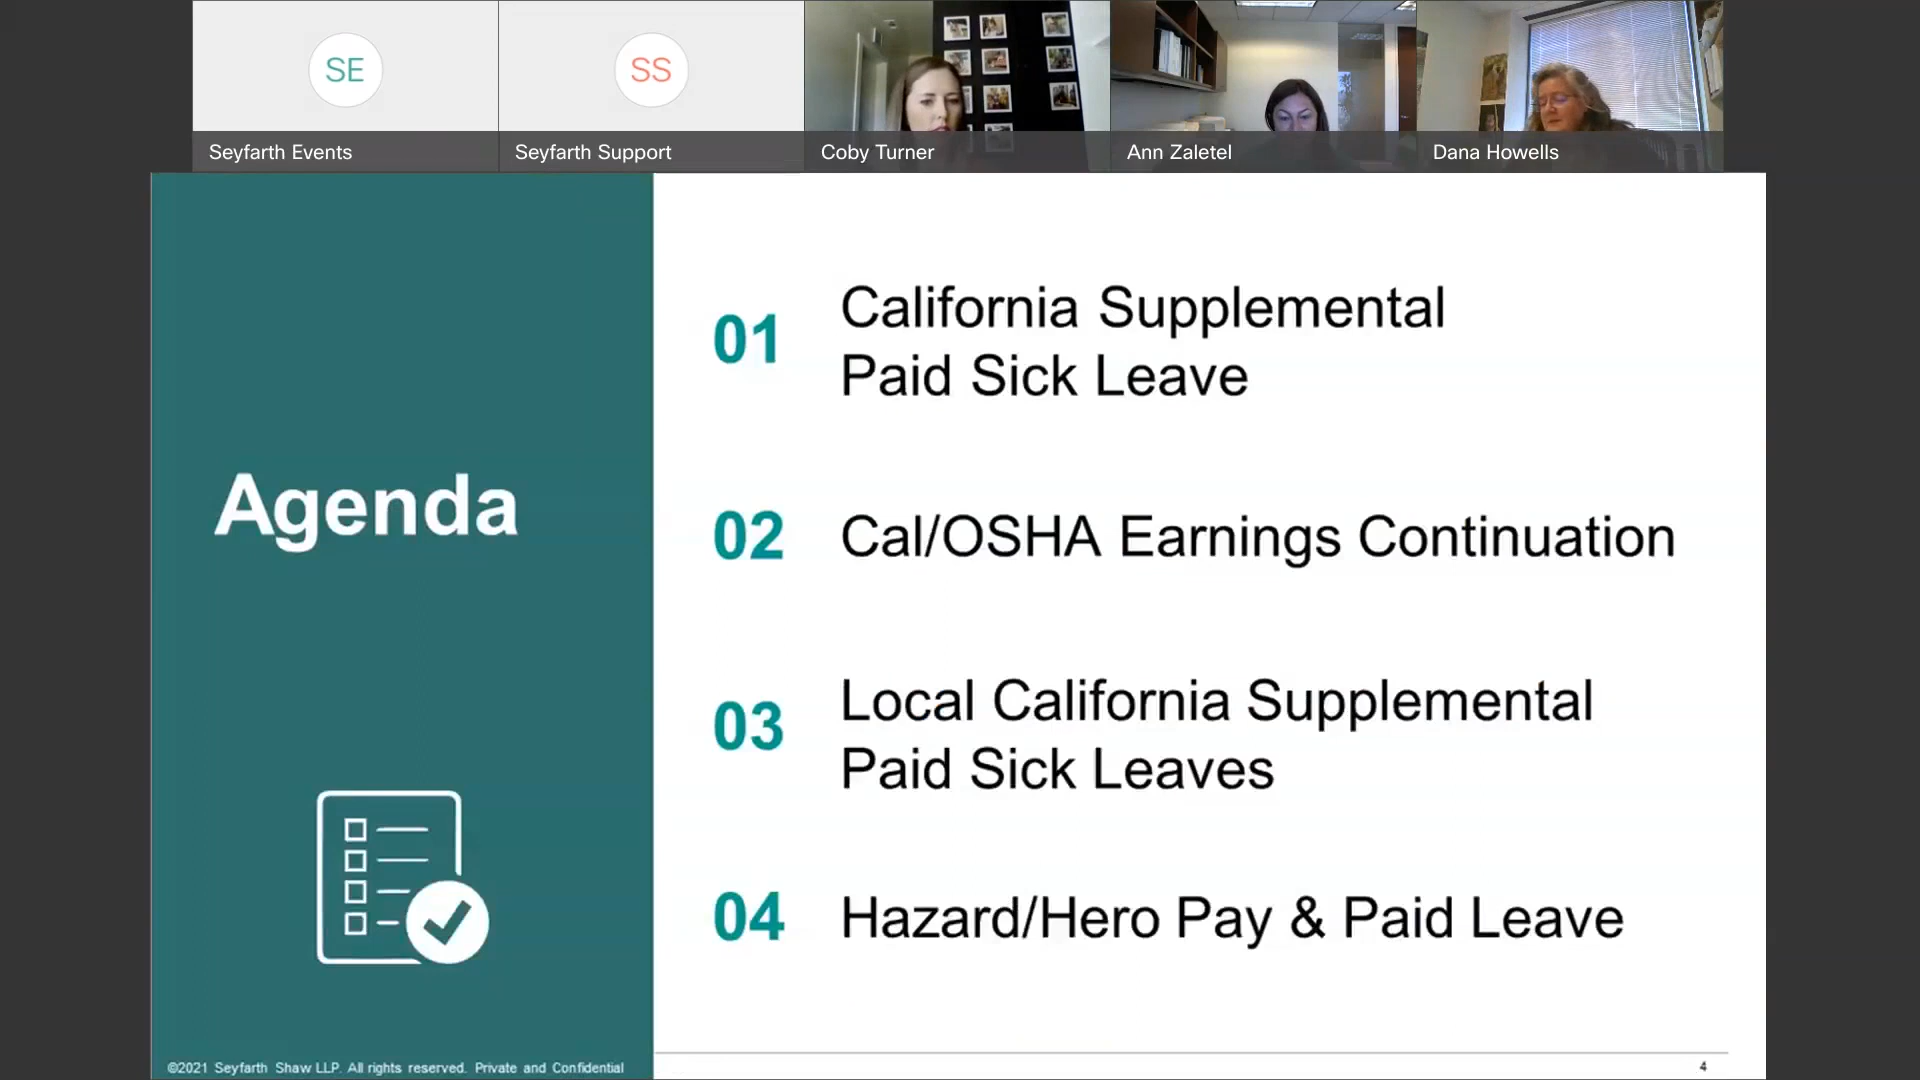 SE
SS
Seyfarth Events
Seyfarth Support
Coby Turner
Ann Zaletel
Dana Howells
Agenda
01
California Supplemental
Paid Sick Leave
02
Cal/OSHA Earnings Continuation
03
Local California Supplemental
Paid Sick Leaves
04
Hazard/Hero Pay & Paid Leave
©2021 Seyfarth Shaw LLP. All rights reserved. Private and Confidential
4